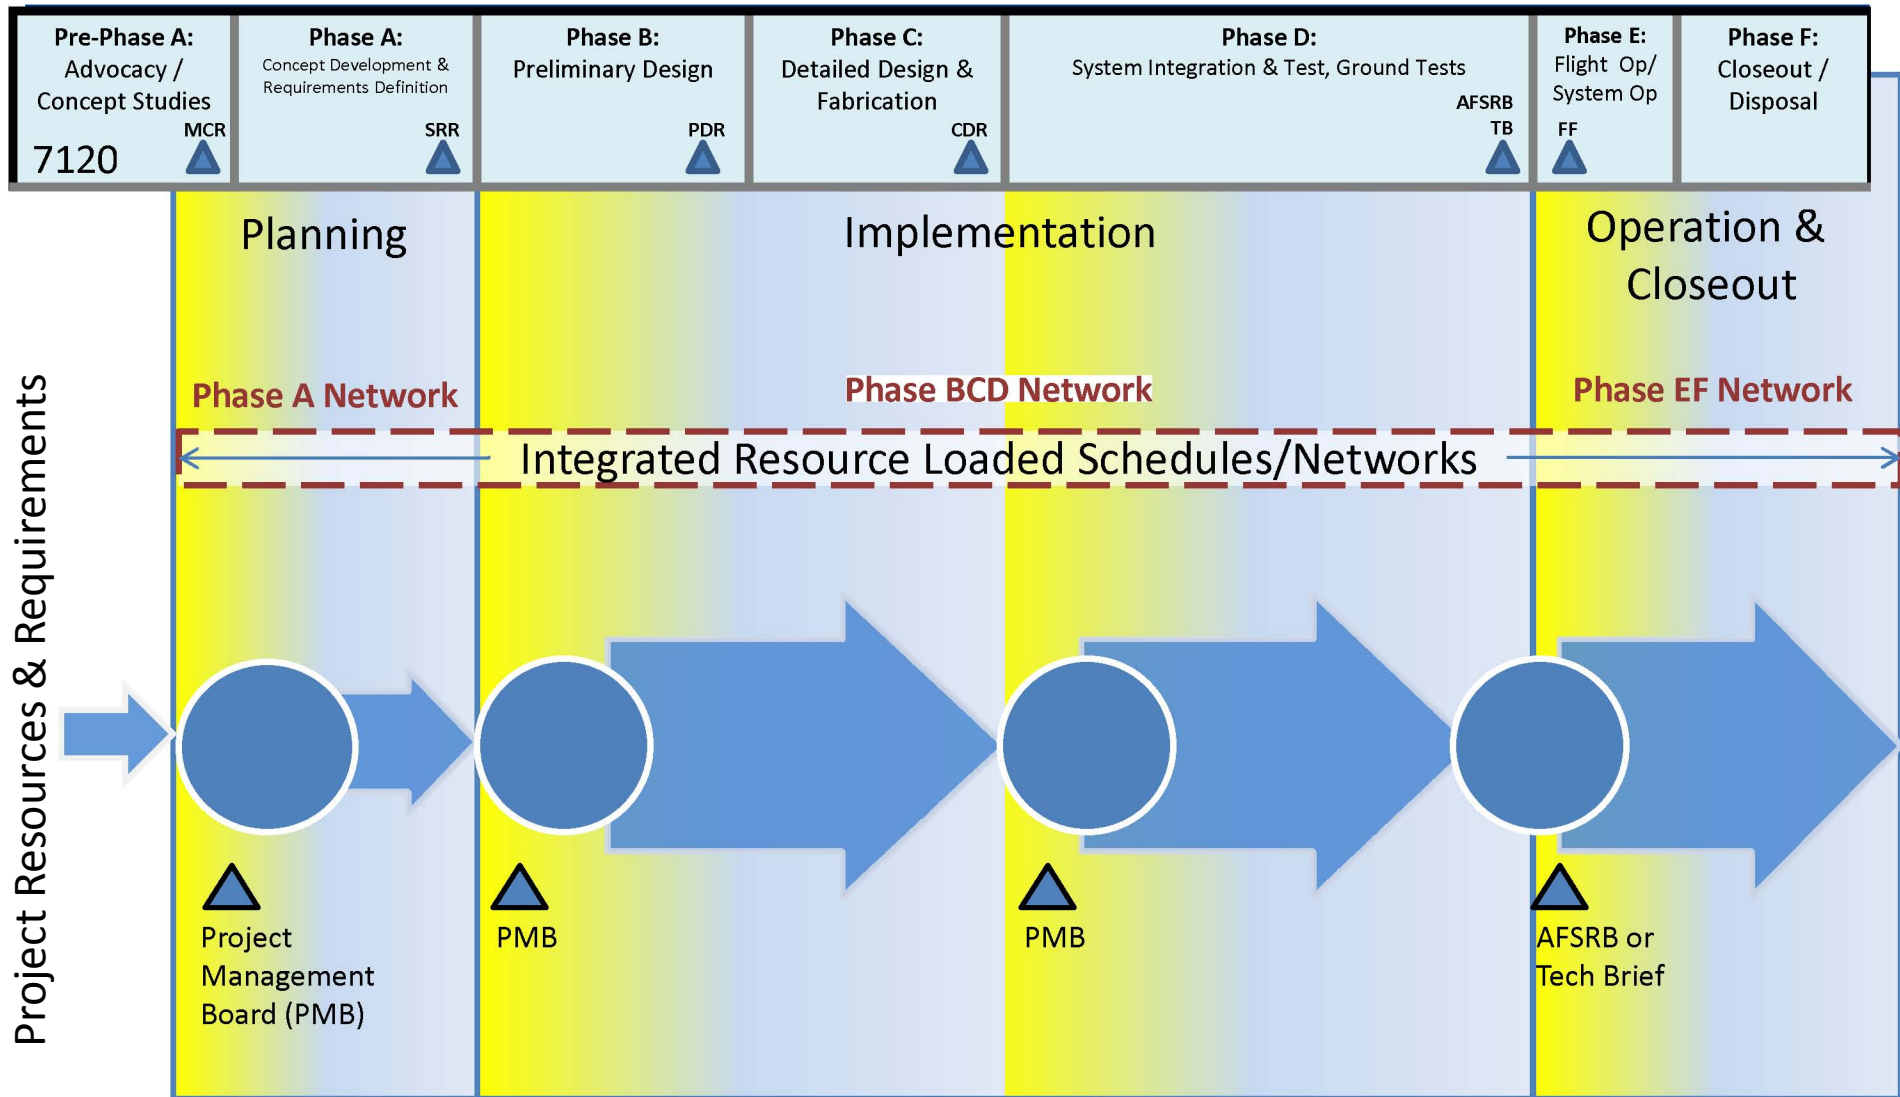 Pre-Phase A:
Advocacy /
Concept Studies
MCR
7120
Phase A:
Concept Development &
Requirements Definition
SRR
Phase B:
Preliminary Design
PDR
Phase C:
Detailed Design &
Fabrication
CDR
Phase D:
System Integration & Test, Ground Tests
AFSRB
TB
Phase E:
Flight Op/
System Op
FF
Phase F:
Closeout /
Disposal
Planning
Implementation
Operation &
Closeout
Phase A Network
Phase BCD Network
Phase EF Network
Integrated Resource Loaded Schedules/Networks
Project Resources & Requirements
Project
Management
Board (PMB)
PMB
PMB
AFSRB or
Tech Brief